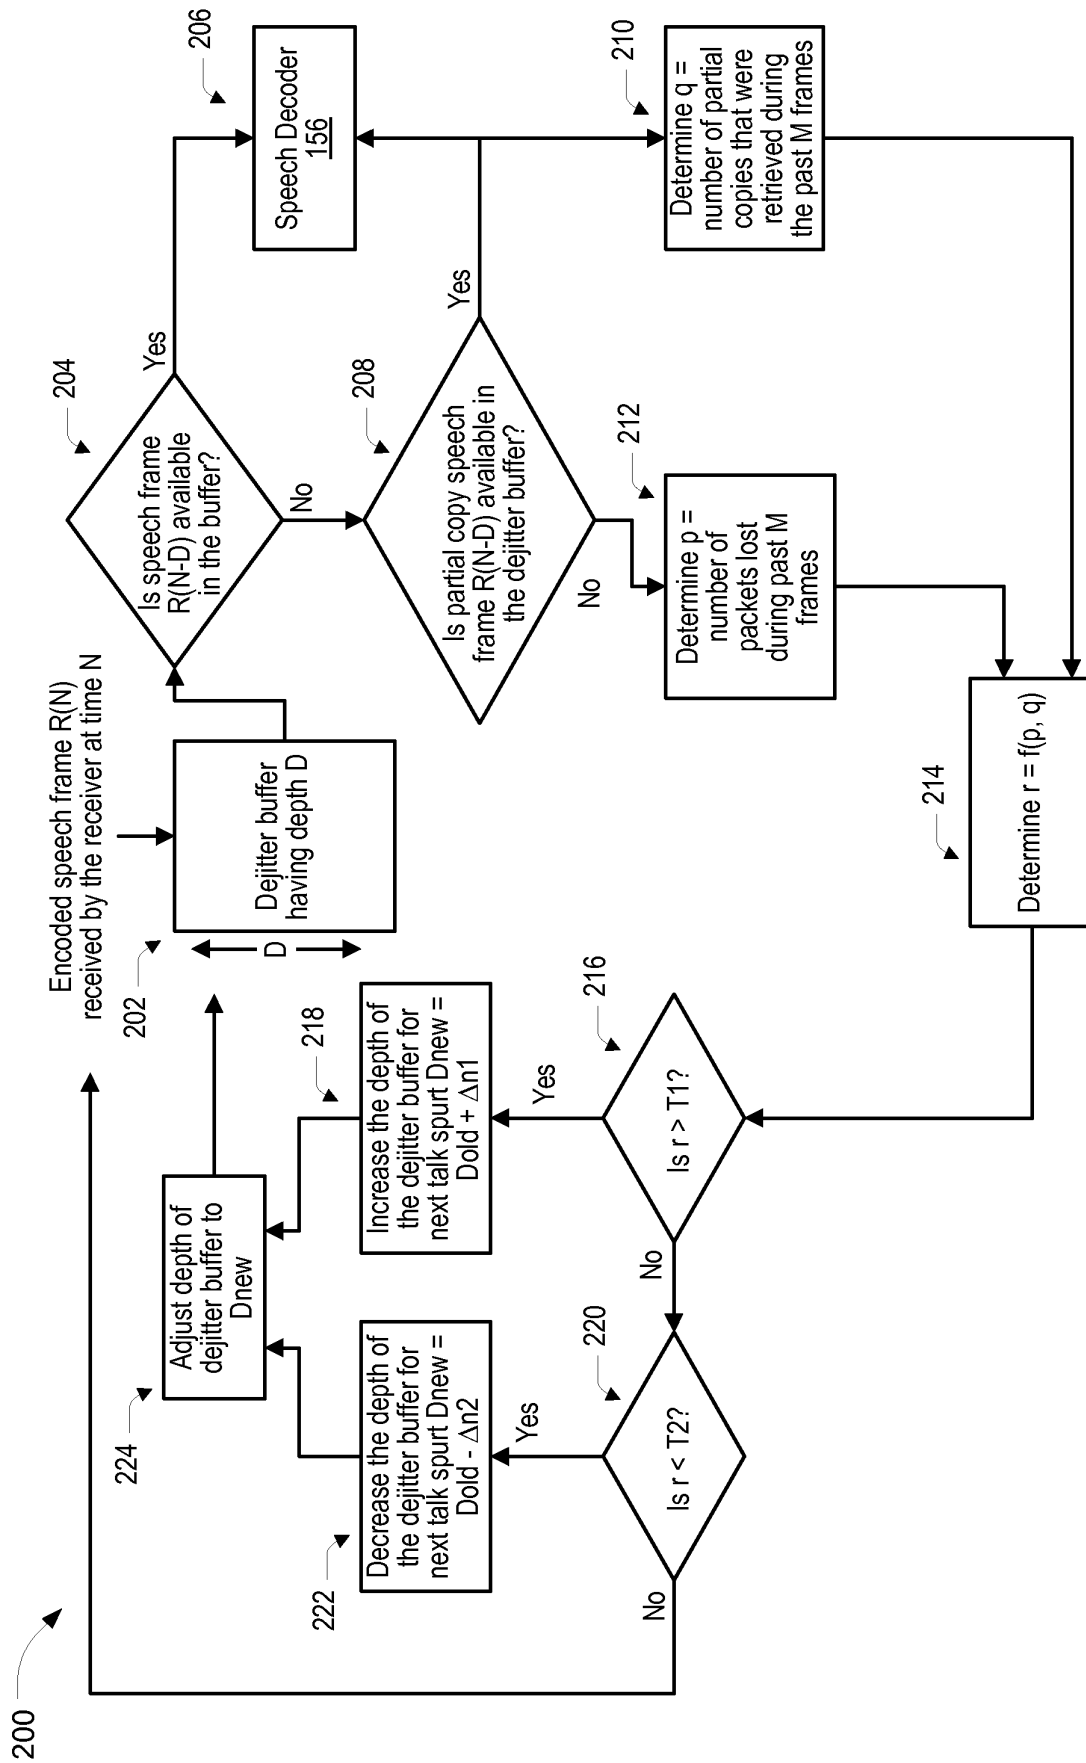 200
Encoded speech frame R(N)
received by the receiver at time N
202
D
Dejitter buffer
having depth D
204
Is speech frame
R(N-D) available
in the buffer?
Yes
No
206
Speech Decoder
156
208
Is partial copy speech
frame R(N-D) available in
the dejitter buffer?
Yes
No
210
Determine q =
number of partial
copies that were
retrieved during
the past M frames
212
Determine p =
number of
packets lost
during past M
frames
214
Determine r = f(p, q)
216
Is r > T1?
Yes
No
218
Increase the depth of
the dejitter buffer for
next talk spurt Dnew =
Dold + Δn1
220
Is r < T2?
Yes
No
222
Decrease the depth of
the dejitter buffer for
next talk spurt Dnew =
Dold - Δn2
224
Adjust depth of
dejitter buffer to
Dnew